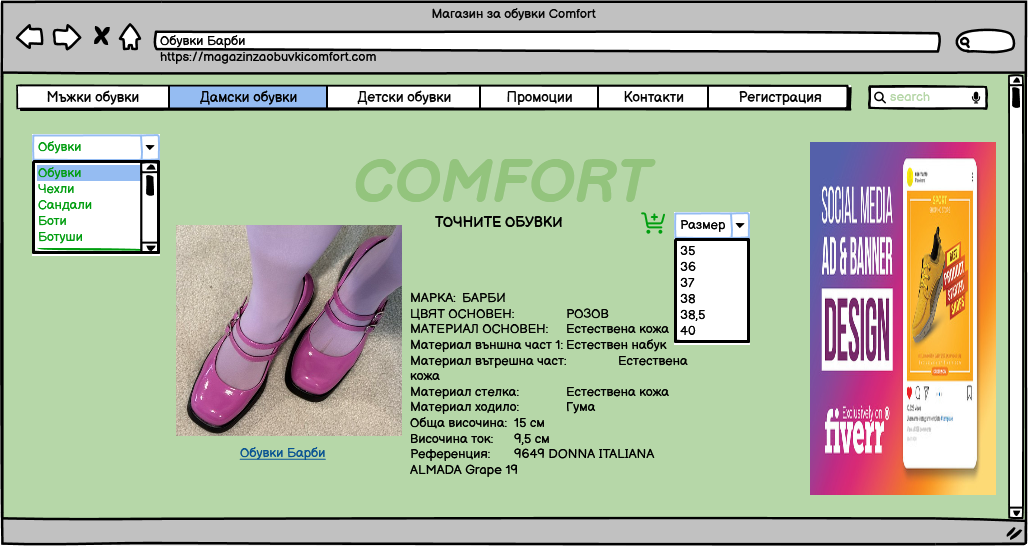 Магазин за обувки Comfort
Обувки Барби
https://magazinzaobuvkicomfort.com
Мъжки обувки
Дамски обувки
Детски обувки
Промоции
Контакти
Регистрация
search
Обувки
Обувки
Чехли
Сандали
Боти
Ботуши
COMFORT
ТОЧНИТЕ ОБУВКИ
Размер
35
36
37
38
38,5
40
МАРКА: БАРБИ
ЦВЯТ ОСНОВЕН: РОЗОВ
МАТЕРИАЛ ОСНОВЕН: Естествена кожа
Материал външна част 1: Естествен набук
Материал вътрешна част: Естествена
кожа
Материал стелка: Естествена кожа
Материал ходило: Гума
Обща височина: 15 см
Височина ток: 9,5 см
Референция: 9649 DONNA ITALIANA
ALMADA Grape 19
Обувки Барби
SOCIAL MEDIA
AD & BANNER
DESIGN
Exclusively on
fiverr®
SPORT
BEST
PRODUCT